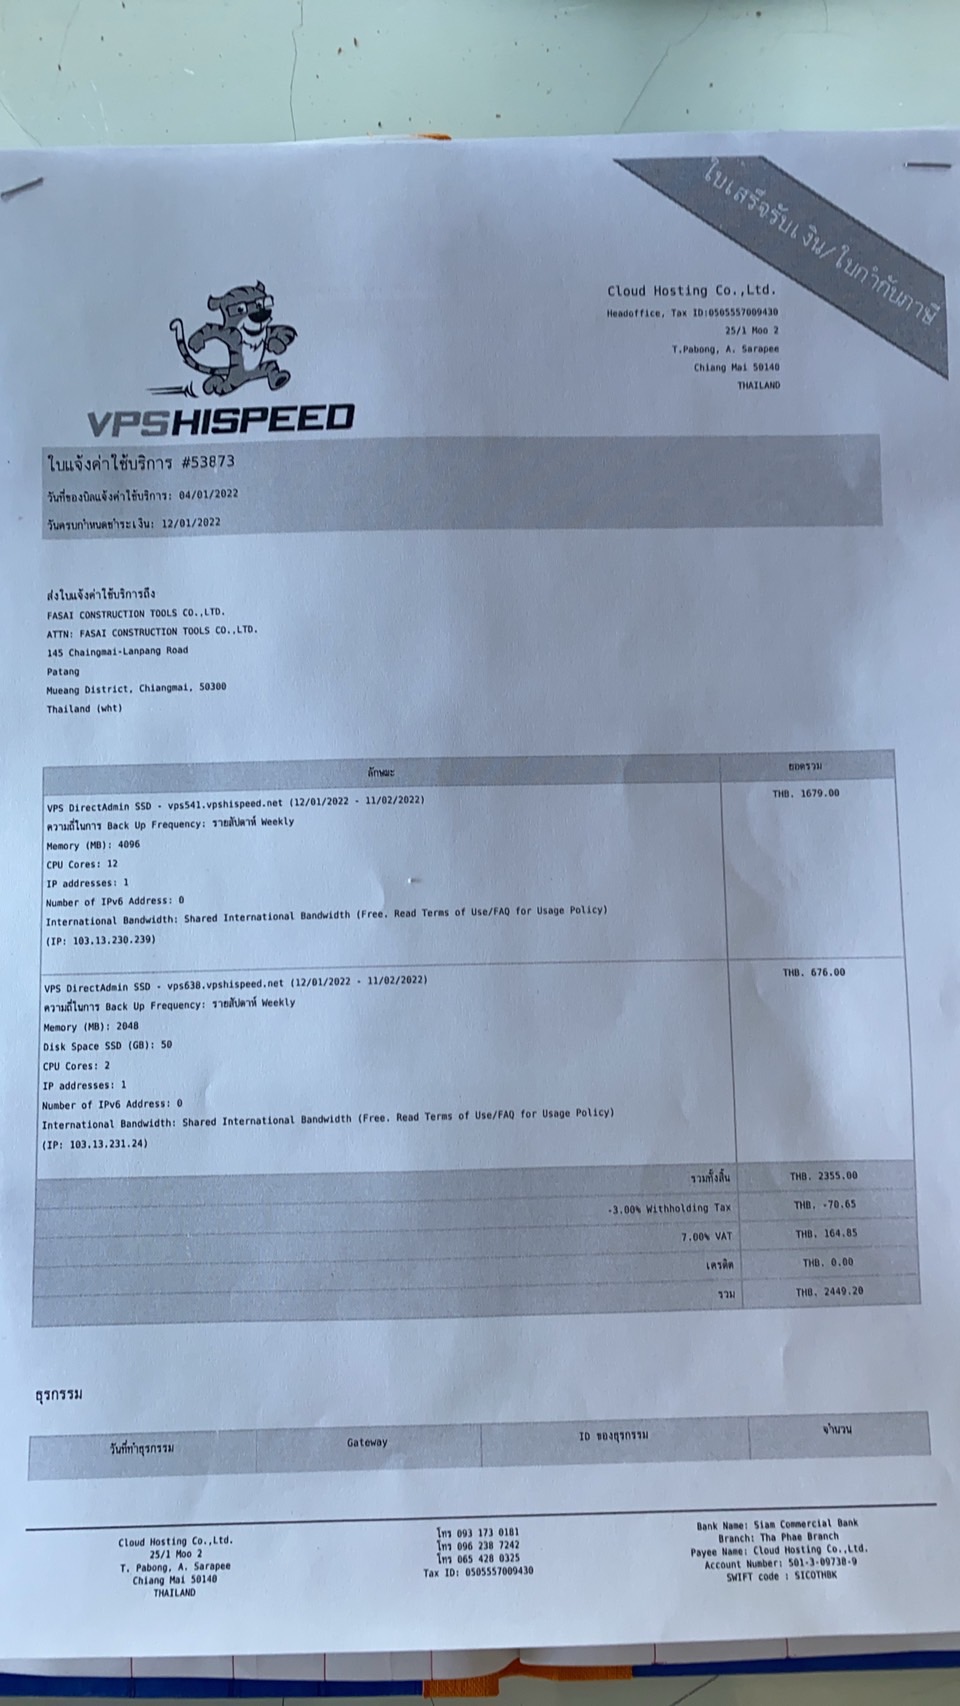 ใบเสร็จรับเงิน/ใบกำกับภาษี
Cloud Hosting Co.,Ltd.
Headoffice, Tax ID:0505557009430
25/1 Moo 2
T.Pabong, A. Sarapee
Chiang Mai 50140
THAILAND
VPSHISPEED
ใบแจ้งค่าใช้บริการ #53873
วันที่ของบิลแจ้งค่าใช้บริการ: 04/01/2022
วันครบกำหนดชำระเงิน: 12/01/2022
ส่งใบแจ้งค่าใช้บริการถึง
FASAI CONSTRUCTION TOOLS CO.,LTD.
ATTN: FASAI CONSTRUCTION TOOLS CO.,LTD.
145 Chaingmai-Lanpang Road
Patang
Mueang District, Chiangmai, 50300
Thailand (wht)
ลักษณะ ยอดรวม
VPS DirectAdmin SSD - vps541.vpshispeed.net (12/01/2022 - 11/02/2022) THB. 1679.00
ความถี่ในการ Back Up Frequency: รายสัปดาห์ Weekly
Memory (MB): 4096
CPU Cores: 12
IP addresses: 1
Number of IPv6 Address: 0
International Bandwidth: Shared International Bandwidth (Free. Read Terms of Use/FAQ for Usage Policy)
(IP: 103.13.230.239)
VPS DirectAdmin SSD - vps638.vpshispeed.net (12/01/2022 - 11/02/2022) THB. 676.00
ความถี่ในการ Back Up Frequency: รายสัปดาห์ Weekly
Memory (MB): 2048
Disk Space SSD (GB): 50
CPU Cores: 2
IP addresses: 1
Number of IPv6 Address: 0
International Bandwidth: Shared International Bandwidth (Free. Read Terms of Use/FAQ for Usage Policy)
(IP: 103.13.231.24)
รวมทั้งสิ้น THB. 2355.00
-3.00% Withholding Tax THB. -70.65
7.00% VAT THB. 164.85
เครดิต THB. 0.00
รวม THB. 2449.20
ธุรกรรม
วันที่ทำธุรกรรม Gateway ID ของธุรกรรม จำนวน
Cloud Hosting Co.,Ltd.
25/1 Moo 2
T. Pabong, A. Sarapee
Chiang Mai 50140
THAILAND
โทร 093 173 0181
โทร 096 238 7242
โทร 065 428 0325
Tax ID: 0505557009430
Bank Name: Siam Commercial Bank
Branch: Tha Phae Branch
Payee Name: Cloud Hosting Co.,Ltd.
Account Number: 501-3-09738-9
SWIFT code : SICOTHBK